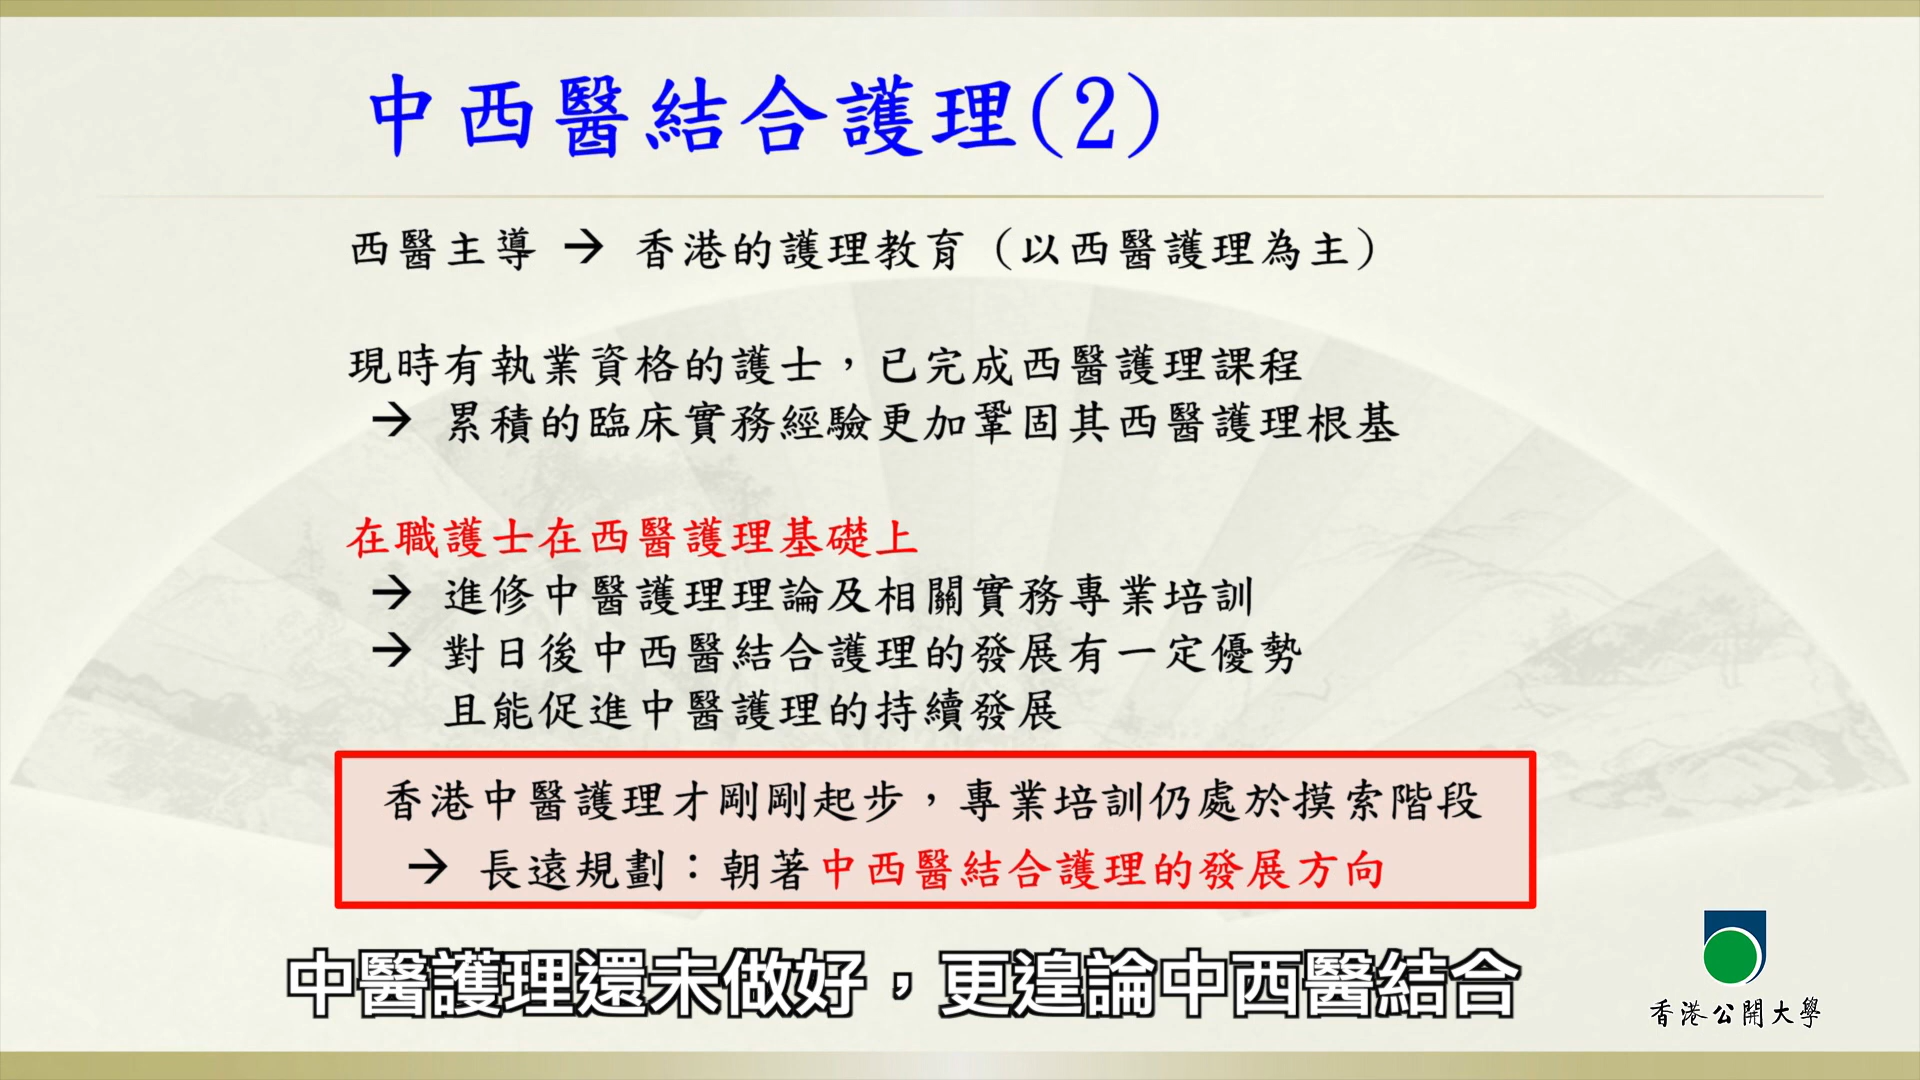 中西醫結合護理(2)
西醫主導 → 香港的護理教育（以西醫護理為主）
現時有執業資格的護士，已完成西醫護理課程
→ 累積的臨床實務經驗更加鞏固其西醫護理根基
在職護士在西醫護理基礎上
→ 進修中醫護理理論及相關實務專業培訓
→ 對日後中西醫結合護理的發展有一定優勢
且能促進中醫護理的持續發展
香港中醫護理才剛剛起步，專業培訓仍處於摸索階段
→ 長遠規劃：朝著中西醫結合護理的發展方向
中醫護理還未做好，更遑論中西醫結合
香港公開大學